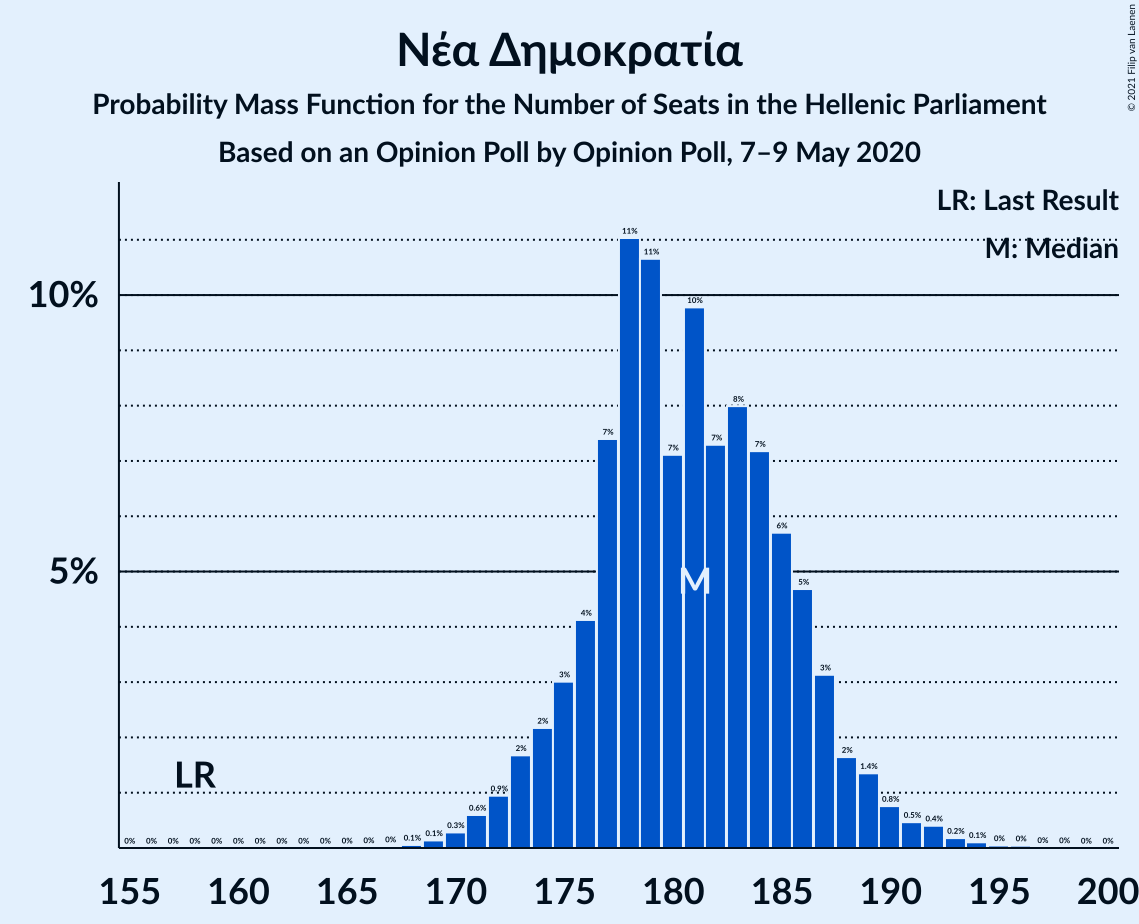 Νέα Δημοκρατία
Probability Mass Function for the Number of Seats in the Hellenic Parliament
Based on an Opinion Poll by Opinion Poll, 7–9 May 2020
© 2021 Filip van Laenen
LR: Last Result
M: Median
10%
5%
0% 0% 0% 0% 0% 0% 0% 0% 0% 0% 0% 0% 0% 0.1% 0.1% 0.3% 0.6% 0.9% 2% 2% 3% 4% 7% 11% 11% 7% 10% 7% 8% 7% 6% 5% 3% 2% 1.4% 0.8% 0.5% 0.4% 0.2% 0.1% 0% 0% 0% 0% 0% 0%
M
LR
155 160 165 170 175 180 185 190 195 200